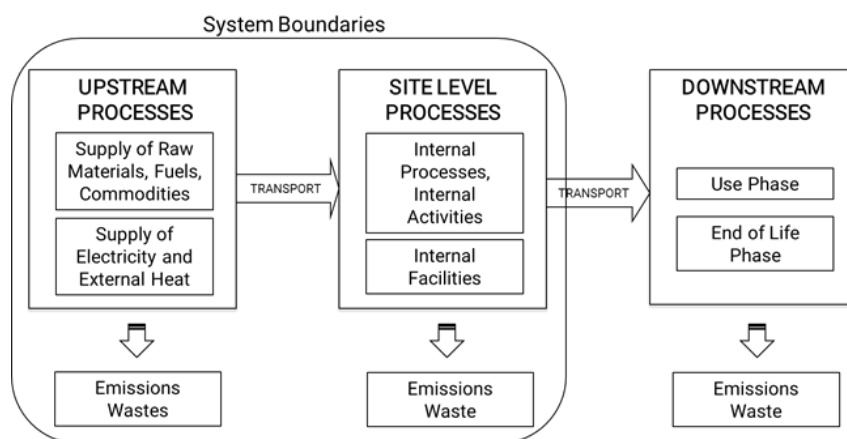 System Boundaries
UPSTREAM
PROCESSES
Supply of Raw
Materials, Fuels,
Commodities
Supply of
Electricity and
External Heat
Emissions
Wastes
TRANSPORT
SITE LEVEL
PROCESSES
Internal
Processes,
Internal
Activities
Internal
Facilities
Emissions
Waste
TRANSPORT
DOWNSTREAM
PROCESSES
Use Phase
End of Life
Phase
Emissions
Waste